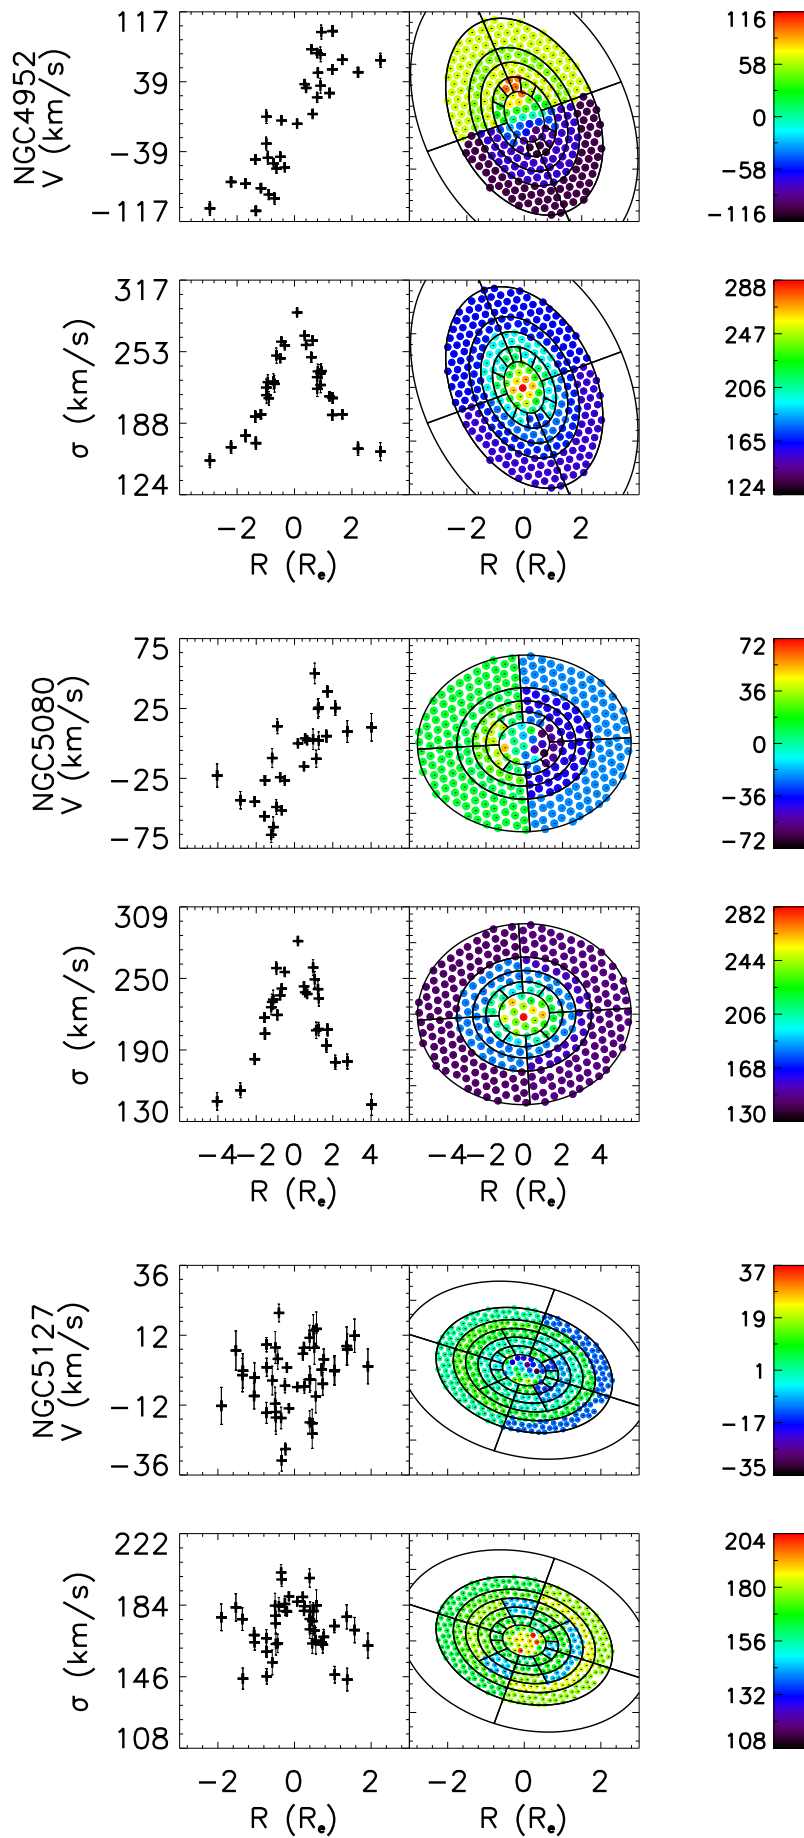 NGC4952
V (km/s)
117
39
−39
−117
116
58
0
−58
−116
σ (km/s)
317
253
188
124
288
247
206
165
124
−2 0 2
−2 0 2
R (Re)
R (Re)
NGC5080
V (km/s)
75
25
−25
−75
72
36
0
−36
−72
σ (km/s)
309
250
190
130
282
244
206
168
130
−4−2 0 2 4
−4−2 0 2 4
R (Re)
R (Re)
NGC5127
V (km/s)
36
12
−12
−36
37
19
1
−17
−35
σ (km/s)
222
184
146
108
204
180
156
132
108
−2 0 2
−2 0 2
R (Re)
R (Re)